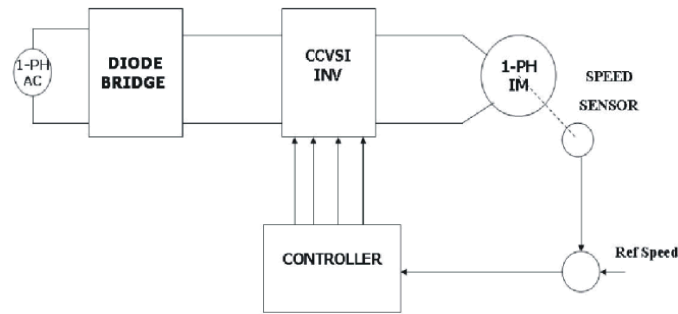 1-PH
AC
DIODE
BRIDGE
CCVSI
INV
1-PH
IM
SPEED
SENSOR
CONTROLLER
Ref Speed